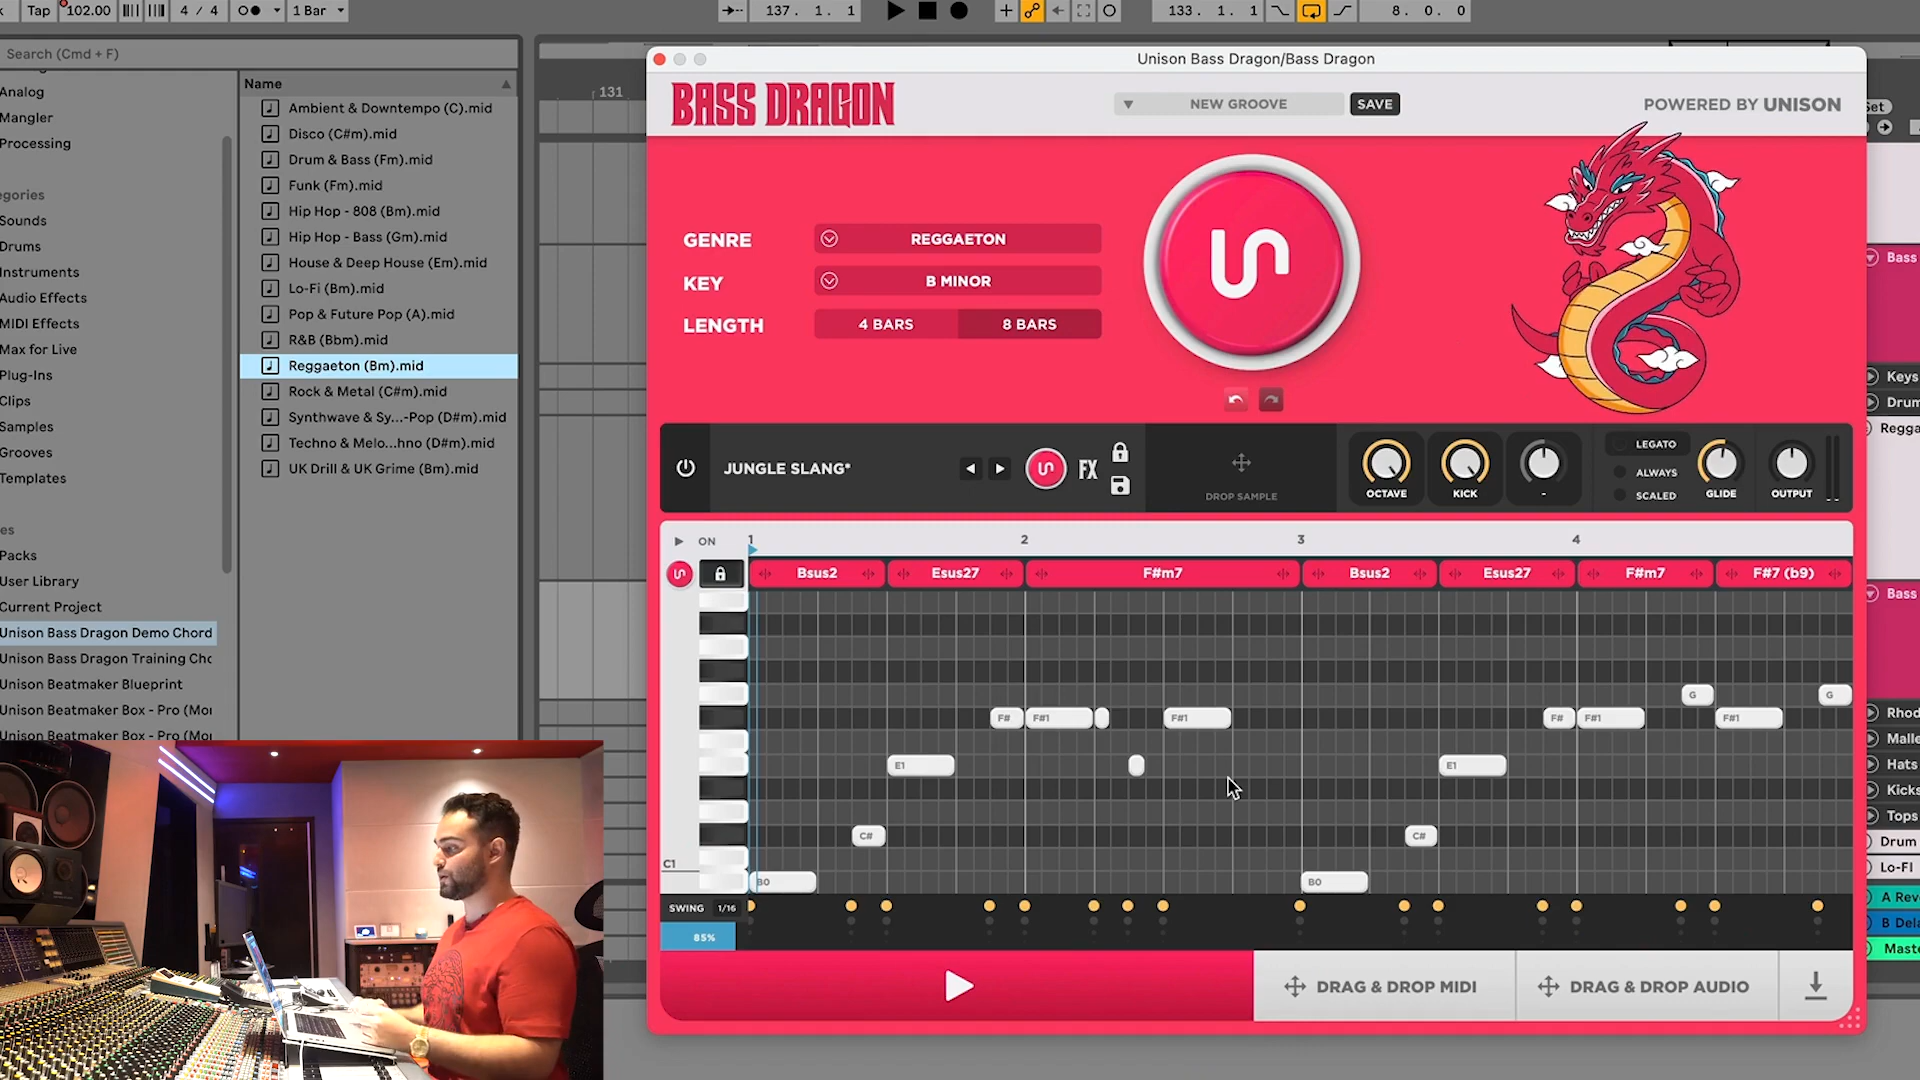 Tap
102.00
4 / 4
1 Bar
137. 1. 1
133. 1. 1
8. 0. 0
Search (Cmd + F)
Analog
Mangler
Processing
egories
Sounds
Drums
Instruments
Audio Effects
MIDI Effects
Max for Live
Plug-Ins
Clips
Samples
Grooves
Templates
es
Packs
User Library
Current Project
Unison Bass Dragon Demo Chord
Unison Bass Dragon Training Chc
Unison Beatmaker Blueprint
Unison Beatmaker Box - Pro (Moi
Unison Beatmaker Box - Pro (Moi
Name
Ambient & Downtempo (C).mid
Disco (C#m).mid
Drum & Bass (Fm).mid
Funk (Fm).mid
Hip Hop - 808 (Bm).mid
Hip Hop - Bass (Gm).mid
House & Deep House (Em).mid
Lo-Fi (Bm).mid
Pop & Future Pop (A).mid
R&B (Bbm).mid
Reggaeton (Bm).mid
Rock & Metal (C#m).mid
Synthwave & Sy...-Pop (D#m).mid
Techno & Melo...hno (D#m).mid
UK Drill & UK Grime (Bm).mid
131
Unison Bass Dragon/Bass Dragon
BASS DRAGON
NEW GROOVE
SAVE
POWERED BY UNISON
GENRE
REGGAETON
KEY
B MINOR
LENGTH
4 BARS
8 BARS
JUNGLE SLANG*
FX
DROP SAMPLE
OCTAVE
KICK
-
LEGATO
ALWAYS
SCALED
GLIDE
OUTPUT
ON
1
2
3
4
Bsus2
Esus27
F#m7
Bsus2
Esus27
F#m7
F#7 (b9)
G
G
F#
F#1
F#1
F#
F#1
F#1
E1
E1
C#
C#
C1
B0
B0
SWING
1/16
85%
DRAG & DROP MIDI
DRAG & DROP AUDIO
Set
Bass
Keys
Drum
Regga
Bass
Rhod
Malle
Hats
Kicks
Tops
Drum
Lo-FI
A Rev
B Dela
Maste